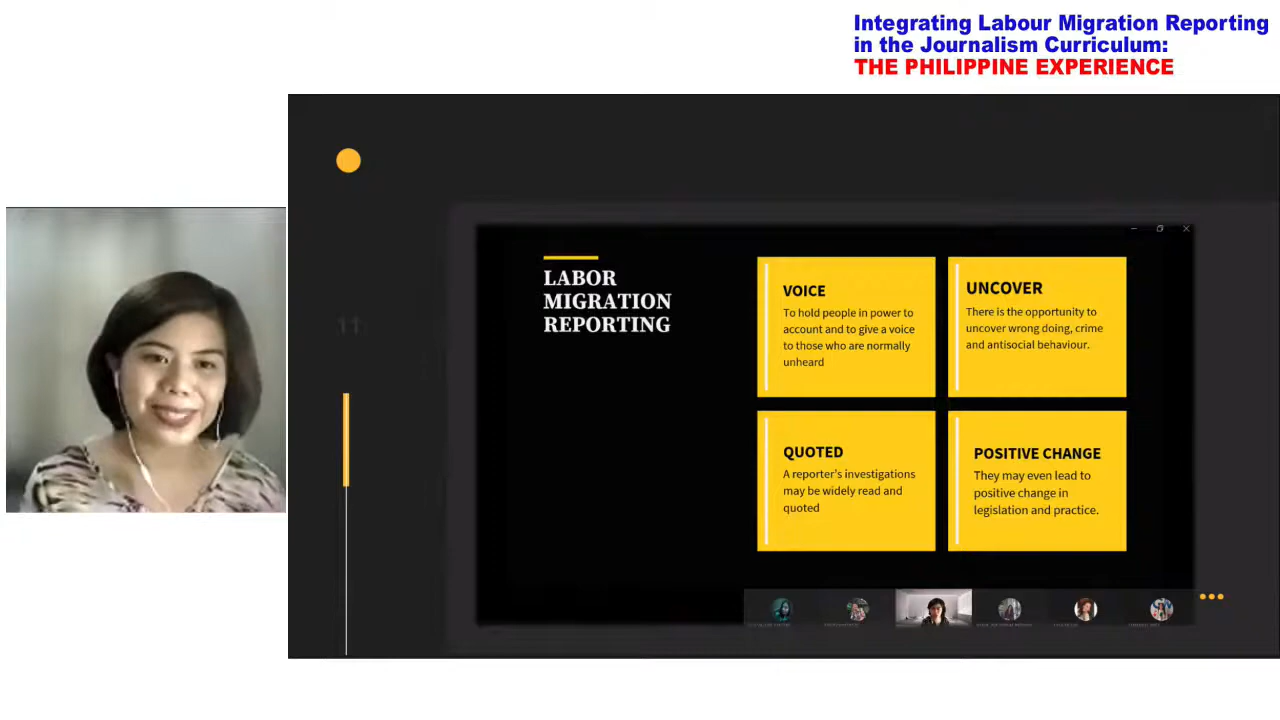 Integrating Labour Migration Reporting
in the Journalism Curriculum:
THE PHILIPPINE EXPERIENCE
11
LABOR
MIGRATION
REPORTING
VOICE
To hold people in power to
account and to give a voice
to those who are normally
unheard
UNCOVER
There is the opportunity to
uncover wrong doing, crime
and antisocial behaviour.
QUOTED
A reporter's investigations
may be widely read and
quoted
POSITIVE CHANGE
They may even lead to
positive change in
legislation and practice.